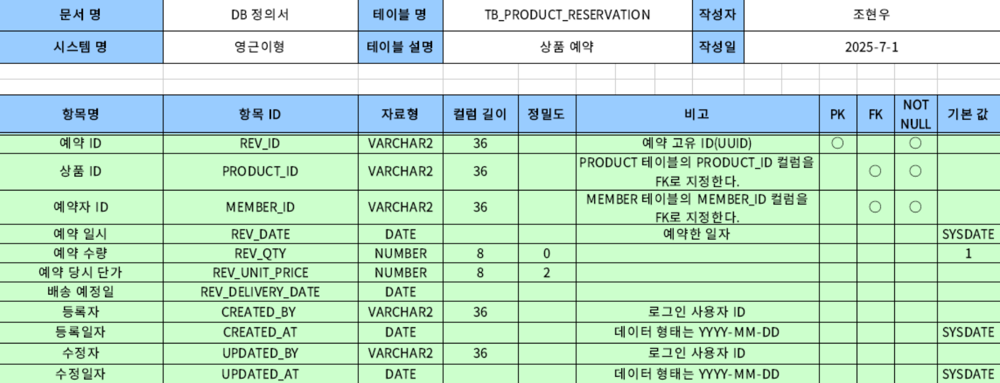 문서 명 DB 정의서 테이블 명 TB_PRODUCT_RESERVATION 작성자 조현우
시스템 명 영근이형 테이블 설명 상품 예약 작성일 2025-7-1
항목명 항목 ID 자료형 컬럼 길이 정밀도 비고 PK FK NOT NULL 기본 값
예약 ID REV_ID VARCHAR2 36 예약 고유 ID(UUID) ○ ○
상품 ID PRODUCT_ID VARCHAR2 36 PRODUCT 테이블의 PRODUCT_ID 컬럼을
FK로 지정한다. ○ ○
예약자 ID MEMBER_ID VARCHAR2 36 MEMBER 테이블의 MEMBER_ID 컬럼을
FK로 지정한다. ○ ○
예약 일시 REV_DATE DATE 예약한 일자 SYSDATE
예약 수량 REV_QTY NUMBER 8 0 1
예약 당시 단가 REV_UNIT_PRICE NUMBER 8 2
배송 예정일 REV_DELIVERY_DATE DATE
등록자 CREATED_BY VARCHAR2 36 로그인 사용자 ID
등록일자 CREATED_AT DATE 데이터 형태는 YYYY-MM-DD SYSDATE
수정자 UPDATED_BY VARCHAR2 36 로그인 사용자 ID
수정일자 UPDATED_AT DATE 데이터 형태는 YYYY-MM-DD SYSDATE